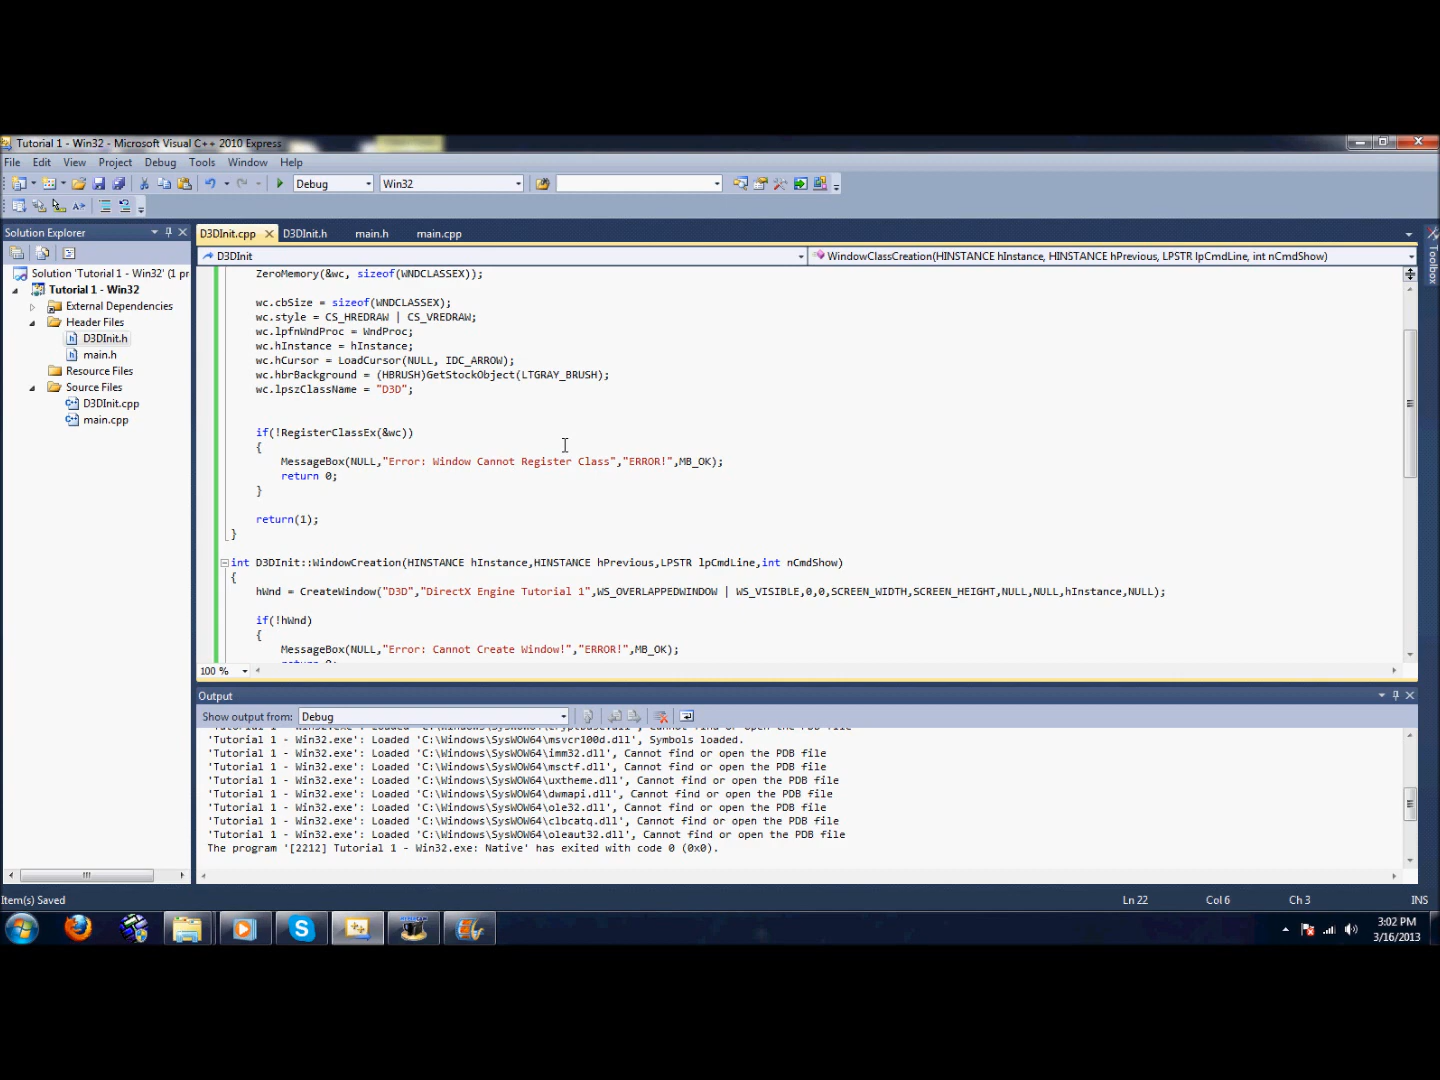 Tutorial 1 - Win32 - Microsoft Visual C++ 2010 Express
File Edit View Project Debug Tools Window Help
Debug Win32
Solution Explorer
D3DInit.cpp D3DInit.h main.h main.cpp
D3DInit WindowClassCreation(HINSTANCE hInstance, HINSTANCE hPrevious, LPSTR lpCmdLine, int nCmdShow)
Toolbox
Solution 'Tutorial 1 - Win32' (1 pr
Tutorial 1 - Win32
External Dependencies
Header Files
D3DInit.h
main.h
Resource Files
Source Files
D3DInit.cpp
main.cpp
ZeroMemory(&wc, sizeof(WNDCLASSEX));
wc.cbSize = sizeof(WNDCLASSEX);
wc.style = CS_HREDRAW | CS_VREDRAW;
wc.lpfnWndProc = WndProc;
wc.hInstance = hInstance;
wc.hCursor = LoadCursor(NULL, IDC_ARROW);
wc.hbrBackground = (HBRUSH)GetStockObject(LTGRAY_BRUSH);
wc.lpszClassName = "D3D";
if(!RegisterClassEx(&wc))
{
MessageBox(NULL,"Error: Window Cannot Register Class","ERROR!",MB_OK);
return 0;
}
return(1);
}
int D3DInit::WindowCreation(HINSTANCE hInstance,HINSTANCE hPrevious,LPSTR lpCmdLine,int nCmdShow)
{
hWnd = CreateWindow("D3D","DirectX Engine Tutorial 1",WS_OVERLAPPEDWINDOW | WS_VISIBLE,0,0,SCREEN_WIDTH,SCREEN_HEIGHT,NULL,NULL,hInstance,NULL);
if(!hWnd)
{
MessageBox(NULL,"Error: Cannot Create Window!","ERROR!",MB_OK);
100 %
Output
Show output from: Debug
'Tutorial 1 - Win32.exe': Loaded 'C:\Windows\SysWOW64\msvcr100d.dll', Symbols loaded.
'Tutorial 1 - Win32.exe': Loaded 'C:\Windows\SysWOW64\imm32.dll', Cannot find or open the PDB file
'Tutorial 1 - Win32.exe': Loaded 'C:\Windows\SysWOW64\msctf.dll', Cannot find or open the PDB file
'Tutorial 1 - Win32.exe': Loaded 'C:\Windows\SysWOW64\uxtheme.dll', Cannot find or open the PDB file
'Tutorial 1 - Win32.exe': Loaded 'C:\Windows\SysWOW64\dwmapi.dll', Cannot find or open the PDB file
'Tutorial 1 - Win32.exe': Loaded 'C:\Windows\SysWOW64\ole32.dll', Cannot find or open the PDB file
'Tutorial 1 - Win32.exe': Loaded 'C:\Windows\SysWOW64\clbcatq.dll', Cannot find or open the PDB file
'Tutorial 1 - Win32.exe': Loaded 'C:\Windows\SysWOW64\oleaut32.dll', Cannot find or open the PDB file
The program '[2212] Tutorial 1 - Win32.exe: Native' has exited with code 0 (0x0).
Item(s) Saved Ln 22 Col 6 Ch 3 INS
3:02 PM
3/16/2013